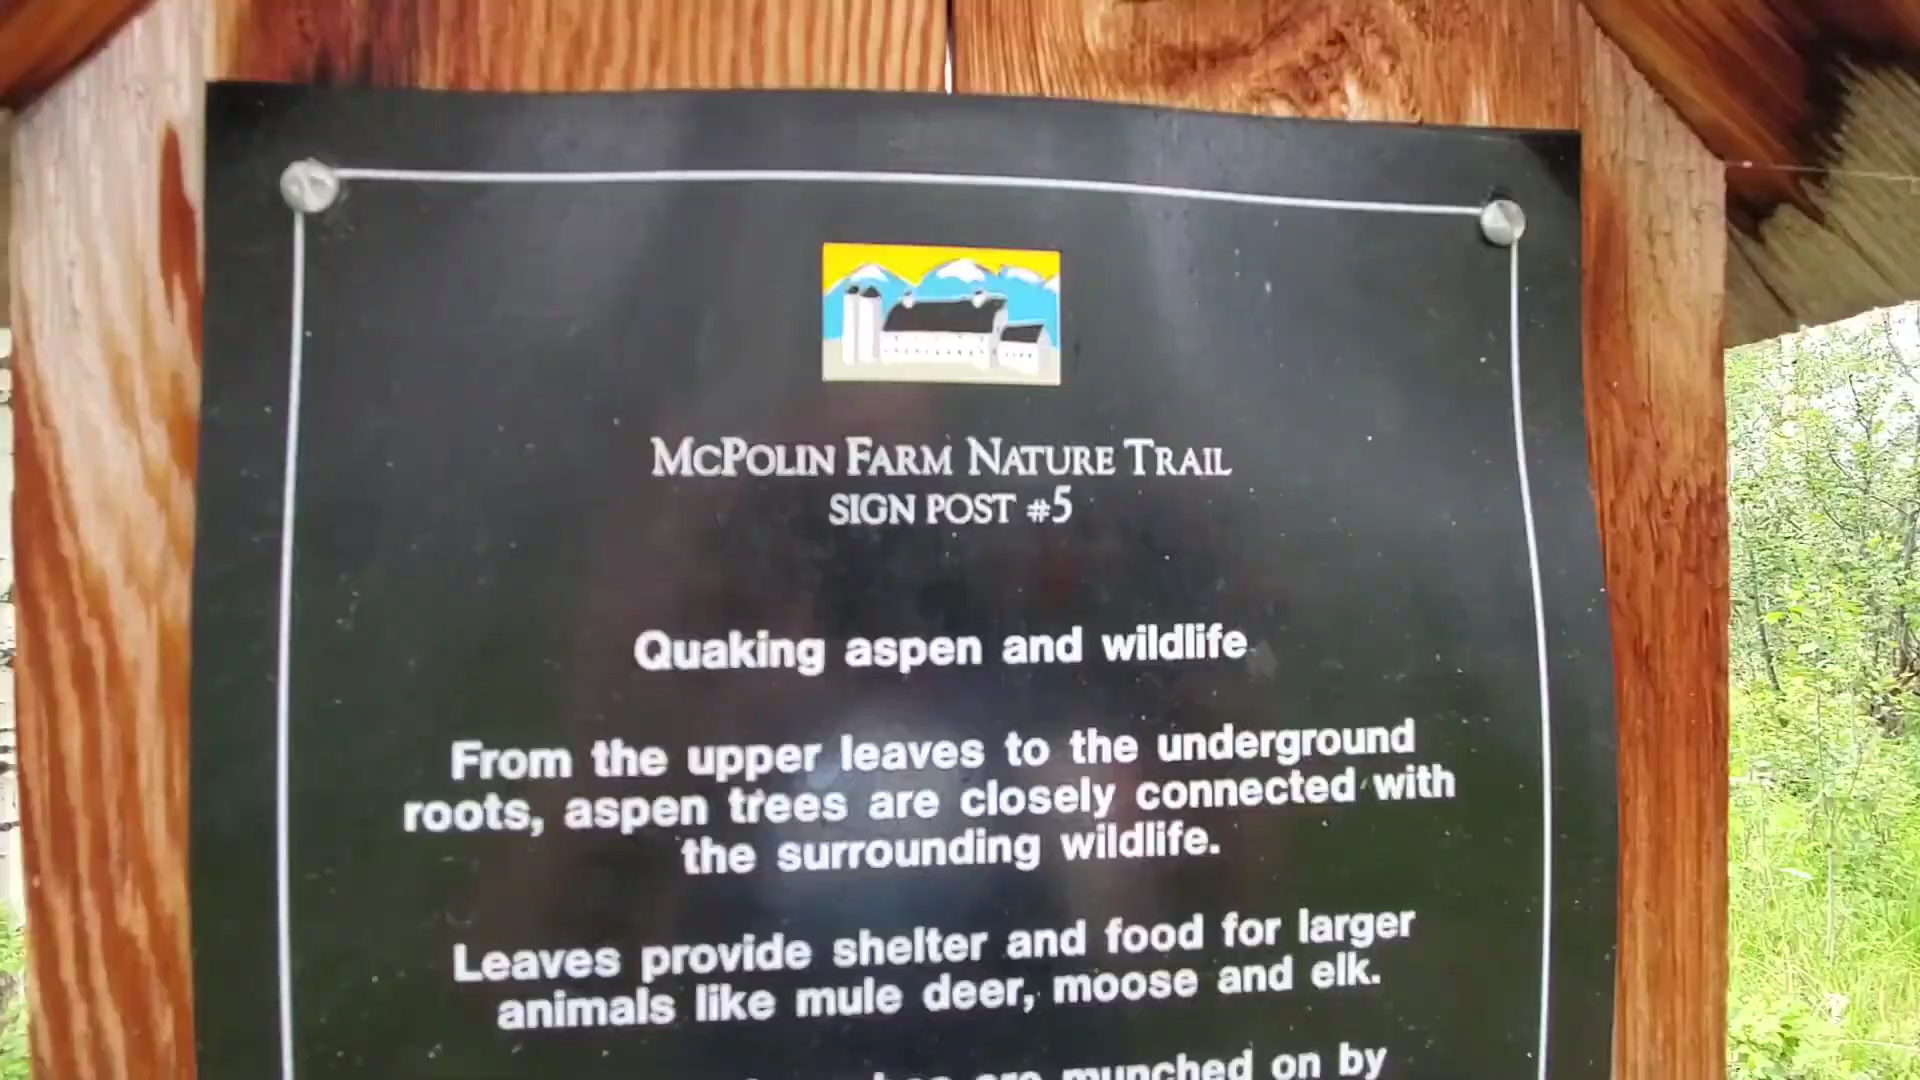 McPolin Farm Nature Trail
SIGN POST #5
Quaking aspen and wildlife
From the upper leaves to the underground
roots, aspen trees are closely connected with
the surrounding wildlife.
Leaves provide shelter and food for larger
animals like mule deer, moose and elk.
are munched on by